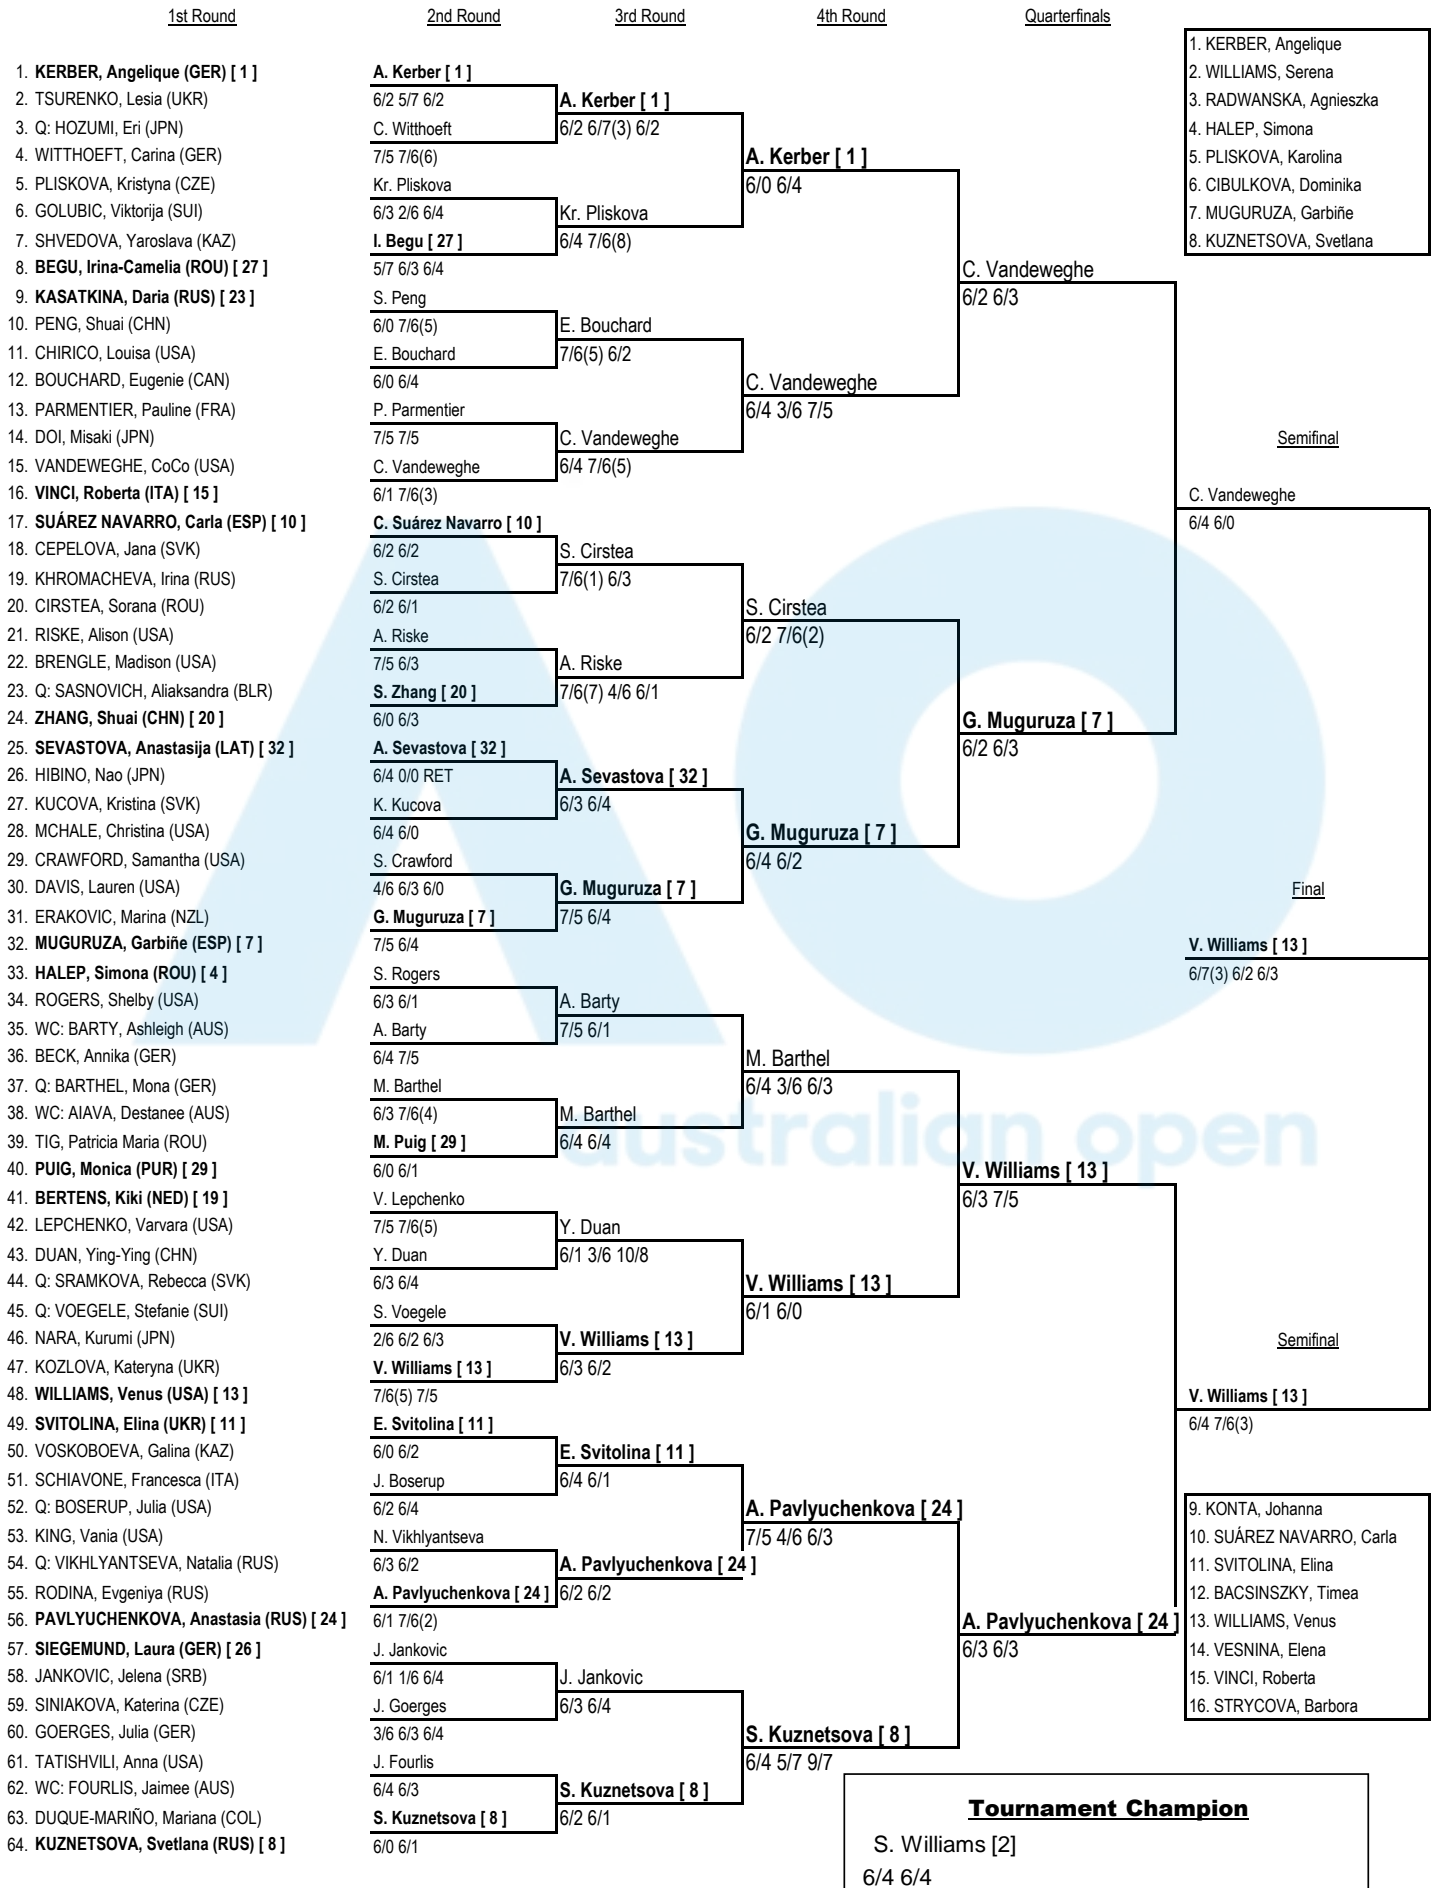 1st Round
2nd Round
3rd Round
4th Round
Quarterfinals
1. KERBER, Angelique (GER) [ 1 ]
2. TSURENKO, Lesia (UKR)
3. Q: HOZUMI, Eri (JPN)
4. WITTHOEFT, Carina (GER)
5. PLISKOVA, Kristyna (CZE)
6. GOLUBIC, Viktorija (SUI)
7. SHVEDOVA, Yaroslava (KAZ)
8. BEGU, Irina-Camelia (ROU) [ 27 ]
9. KASATKINA, Daria (RUS) [ 23 ]
10. PENG, Shuai (CHN)
11. CHIRICO, Louisa (USA)
12. BOUCHARD, Eugenie (CAN)
13. PARMENTIER, Pauline (FRA)
14. DOI, Misaki (JPN)
15. VANDEWEGHE, CoCo (USA)
16. VINCI, Roberta (ITA) [ 15 ]
17. SUÁREZ NAVARRO, Carla (ESP) [ 10 ]
18. CEPELOVA, Jana (SVK)
19. KHROMACHEVA, Irina (RUS)
20. CIRSTEA, Sorana (ROU)
21. RISKE, Alison (USA)
22. BRENGLE, Madison (USA)
23. Q: SASNOVICH, Aliaksandra (BLR)
24. ZHANG, Shuai (CHN) [ 20 ]
25. SEVASTOVA, Anastasija (LAT) [ 32 ]
26. HIBINO, Nao (JPN)
27. KUCOVA, Kristina (SVK)
28. MCHALE, Christina (USA)
29. CRAWFORD, Samantha (USA)
30. DAVIS, Lauren (USA)
31. ERAKOVIC, Marina (NZL)
32. MUGURUZA, Garbiñe (ESP) [ 7 ]
33. HALEP, Simona (ROU) [ 4 ]
34. ROGERS, Shelby (USA)
35. WC: BARTY, Ashleigh (AUS)
36. BECK, Annika (GER)
37. Q: BARTHEL, Mona (GER)
38. WC: AIAVA, Destanee (AUS)
39. TIG, Patricia Maria (ROU)
40. PUIG, Monica (PUR) [ 29 ]
41. BERTENS, Kiki (NED) [ 19 ]
42. LEPCHENKO, Varvara (USA)
43. DUAN, Ying-Ying (CHN)
44. Q: SRAMKOVA, Rebecca (SVK)
45. Q: VOEGELE, Stefanie (SUI)
46. NARA, Kurumi (JPN)
47. KOZLOVA, Kateryna (UKR)
48. WILLIAMS, Venus (USA) [ 13 ]
49. SVITOLINA, Elina (UKR) [ 11 ]
50. VOSKOBOEVA, Galina (KAZ)
51. SCHIAVONE, Francesca (ITA)
52. Q: BOSERUP, Julia (USA)
53. KING, Vania (USA)
54. Q: VIKHLYANTSEVA, Natalia (RUS)
55. RODINA, Evgeniya (RUS)
56. PAVLYUCHENKOVA, Anastasia (RUS) [ 24 ]
57. SIEGEMUND, Laura (GER) [ 26 ]
58. JANKOVIC, Jelena (SRB)
59. SINIAKOVA, Katerina (CZE)
60. GOERGES, Julia (GER)
61. TATISHVILI, Anna (USA)
62. WC: FOURLIS, Jaimee (AUS)
63. DUQUE-MARIÑO, Mariana (COL)
64. KUZNETSOVA, Svetlana (RUS) [ 8 ]
A. Kerber [ 1 ]
6/2 5/7 6/2
C. Witthoeft
7/5 7/6(6)
Kr. Pliskova
6/3 2/6 6/4
I. Begu [ 27 ]
5/7 6/3 6/4
S. Peng
6/0 7/6(5)
E. Bouchard
6/0 6/4
P. Parmentier
7/5 7/5
C. Vandeweghe
6/1 7/6(3)
C. Suárez Navarro [ 10 ]
6/2 6/2
S. Cirstea
6/2 6/1
A. Riske
7/5 6/3
S. Zhang [ 20 ]
6/0 6/3
A. Sevastova [ 32 ]
6/4 0/0 RET
K. Kucova
6/4 6/0
S. Crawford
4/6 6/3 6/0
G. Muguruza [ 7 ]
7/5 6/4
S. Rogers
6/3 6/1
A. Barty
6/4 7/5
M. Barthel
6/3 7/6(4)
M. Puig [ 29 ]
6/0 6/1
V. Lepchenko
7/5 7/6(5)
Y. Duan
6/3 6/4
S. Voegele
2/6 6/2 6/3
V. Williams [ 13 ]
7/6(5) 7/5
E. Svitolina [ 11 ]
6/0 6/2
J. Boserup
6/2 6/4
N. Vikhlyantseva
6/3 6/2
A. Pavlyuchenkova [ 24 ]
6/1 7/6(2)
J. Jankovic
6/1 1/6 6/4
J. Goerges
3/6 6/3 6/4
J. Fourlis
6/4 6/3
S. Kuznetsova [ 8 ]
6/0 6/1
A. Kerber [ 1 ]
6/2 6/7(3) 6/2
Kr. Pliskova
6/4 7/6(8)
E. Bouchard
7/6(5) 6/2
C. Vandeweghe
6/4 7/6(5)
S. Cirstea
7/6(1) 6/3
A. Riske
7/6(7) 4/6 6/1
A. Sevastova [ 32 ]
6/3 6/4
G. Muguruza [ 7 ]
7/5 6/4
A. Barty
7/5 6/1
M. Barthel
6/4 6/4
Y. Duan
6/1 3/6 10/8
V. Williams [ 13 ]
6/3 6/2
E. Svitolina [ 11 ]
6/4 6/1
A. Pavlyuchenkova [ 24 ]
6/2 6/2
J. Jankovic
6/3 6/4
S. Kuznetsova [ 8 ]
6/2 6/1
A. Kerber [ 1 ]
6/0 6/4
C. Vandeweghe
6/4 3/6 7/5
S. Cirstea
6/2 7/6(2)
G. Muguruza [ 7 ]
6/4 6/2
M. Barthel
6/4 3/6 6/3
V. Williams [ 13 ]
6/1 6/0
A. Pavlyuchenkova [ 24 ]
7/5 4/6 6/3
S. Kuznetsova [ 8 ]
6/4 5/7 9/7
C. Vandeweghe
6/2 6/3
G. Muguruza [ 7 ]
6/2 6/3
V. Williams [ 13 ]
6/3 7/5
A. Pavlyuchenkova [ 24 ]
6/3 6/3
1. KERBER, Angelique
2. WILLIAMS, Serena
3. RADWANSKA, Agnieszka
4. HALEP, Simona
5. PLISKOVA, Karolina
6. CIBULKOVA, Dominika
7. MUGURUZA, Garbiñe
8. KUZNETSOVA, Svetlana
Semifinal
C. Vandeweghe
6/4 6/0
Final
V. Williams [ 13 ]
6/7(3) 6/2 6/3
Semifinal
V. Williams [ 13 ]
6/4 7/6(3)
9. KONTA, Johanna
10. SUÁREZ NAVARRO, Carla
11. SVITOLINA, Elina
12. BACSINSZKY, Timea
13. WILLIAMS, Venus
14. VESNINA, Elena
15. VINCI, Roberta
16. STRYCOVA, Barbora
Tournament Champion
S. Williams [2]
6/4 6/4
AO
australian open